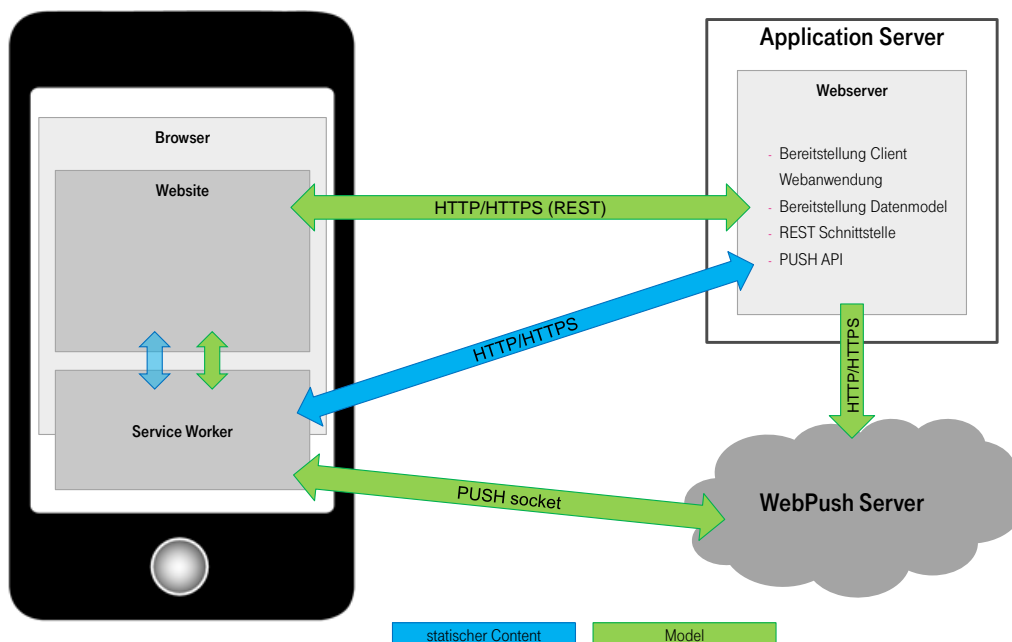 Application Server
Webserver
- Bereitstellung Client
Webanwendung
- Bereitstellung Datenmodel
- REST Schnittstelle
- PUSH API
Browser
Website
HTTP/HTTPS (REST)
HTTP/HTTPS
HTTP/HTTPS
Service Worker
PUSH socket
WebPush Server
statischer Content
Model